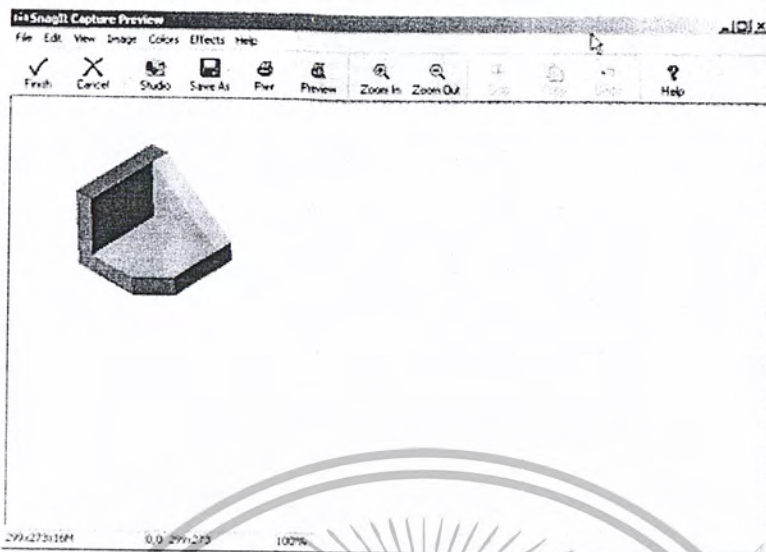 SnagIt Capture Preview
File Edit View Image Colors Effects Help
Finish Cancel Studio Save As Print Preview Zoom In Zoom Out Help
299x273x16M 0,0 299x273 100%